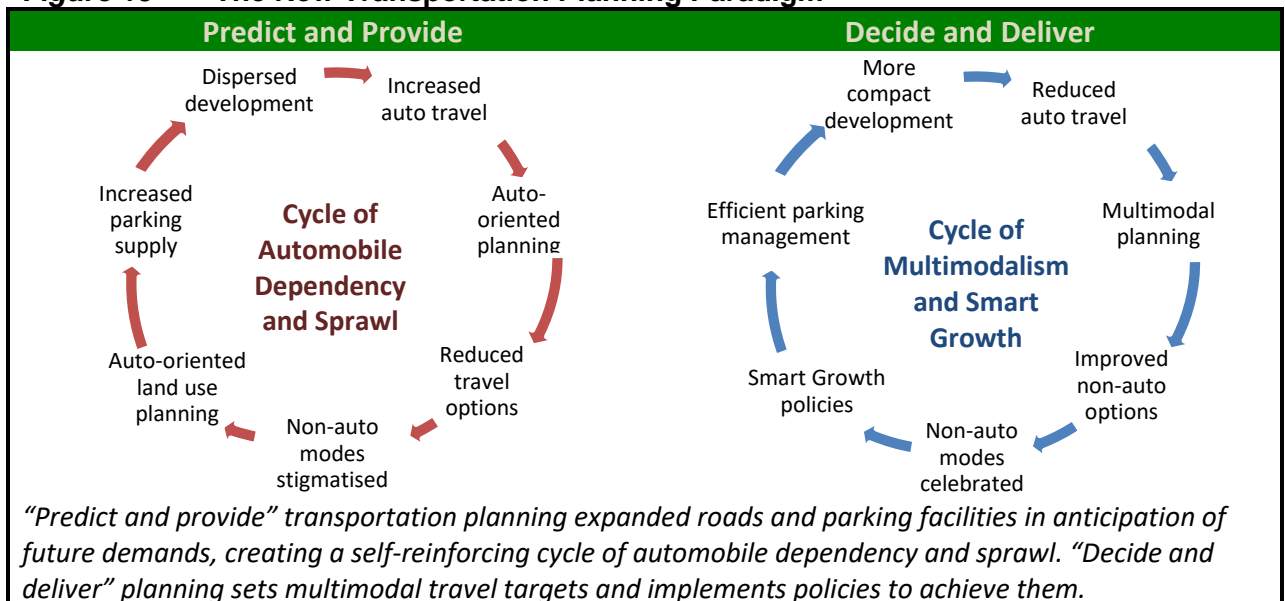 Predict and Provide
Dispersed
development
Increased
auto travel
Auto-
oriented
planning
Reduced
travel
options
Non-auto
modes
stigmatised
Auto-oriented
land use
planning
Increased
parking
supply
Cycle of
Automobile
Dependency
and Sprawl
Decide and Deliver
More
compact
development
Reduced
auto travel
Multimodal
planning
Improved
non-auto
options
Non-auto
modes
celebrated
Smart Growth
policies
Efficient parking
management
Cycle of
Multimodalism
and Smart
Growth
“Predict and provide” transportation planning expanded roads and parking facilities in anticipation of
future demands, creating a self-reinforcing cycle of automobile dependency and sprawl. “Decide and
deliver” planning sets multimodal travel targets and implements policies to achieve them.